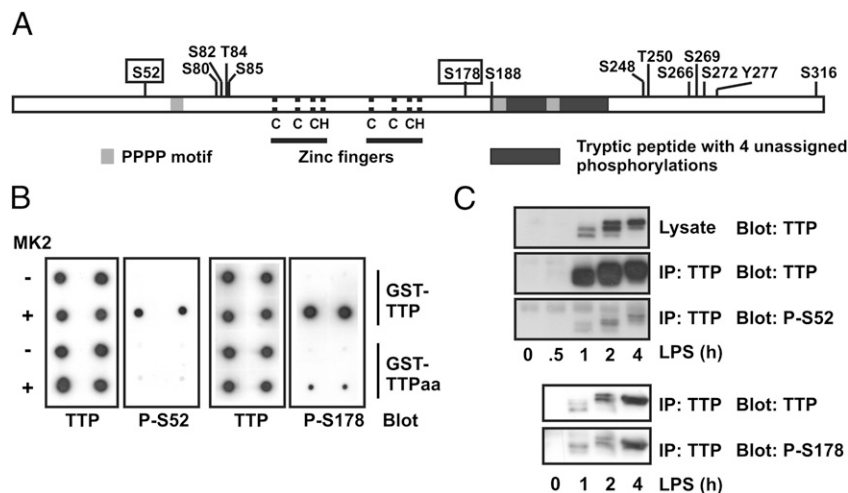 A
S82 T84
S52
S80
S85
S178
S188
S248
T250
S266
S269
S272
Y277
S316
C C CH C C CH
PPPP motif
Zinc fingers
Tryptic peptide with 4 unassigned
phosphorylations
B
MK2
-
+
-
+
GST-
TTP
GST-
TTPaa
TTP P-S52 TTP P-S178 Blot
C
Lysate Blot: TTP
IP: TTP Blot: TTP
IP: TTP Blot: P-S52
0 .5 1 2 4 LPS (h)
IP: TTP Blot: TTP
IP: TTP Blot: P-S178
0 1 2 4 LPS (h)